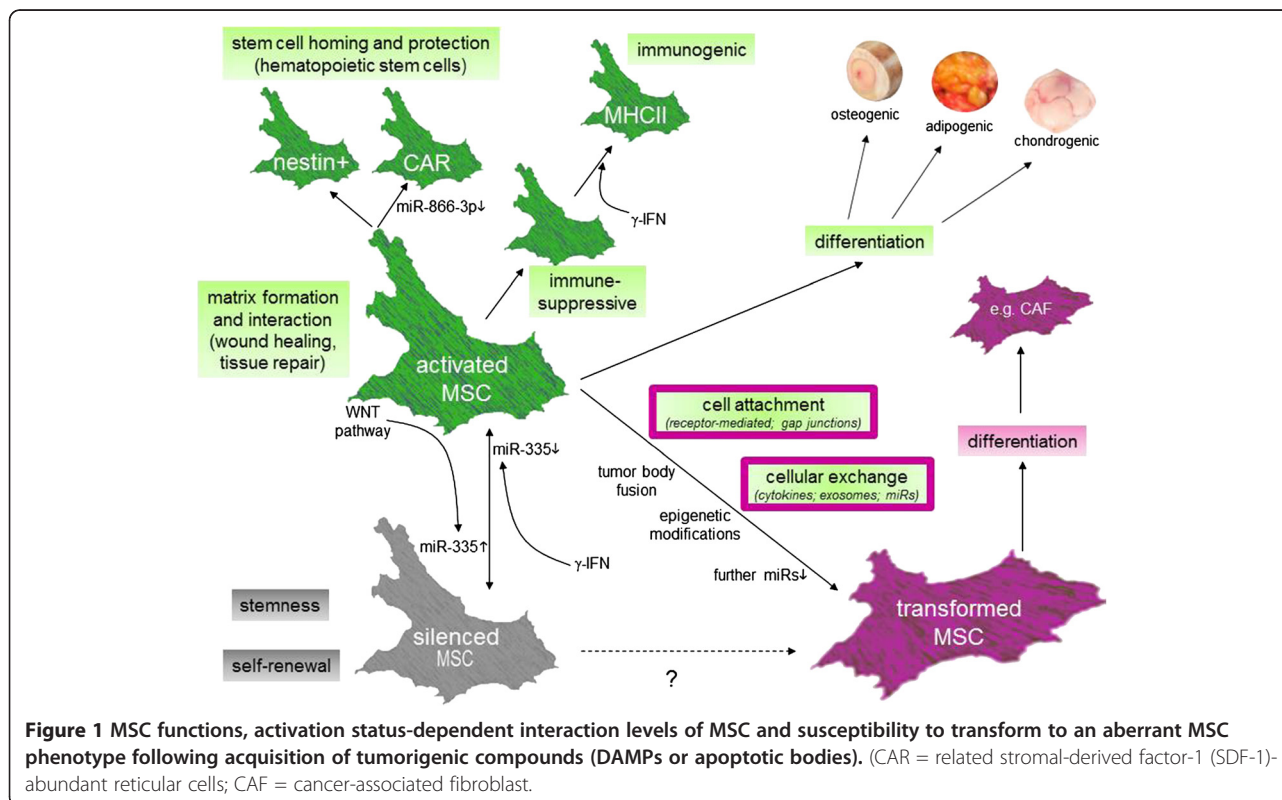 stem cell homing and protection
(hematopoietic stem cells)
immunogenic
MHCII
nestin+
CAR
miR-866-3p↓
γ-IFN
osteogenic
adipogenic
chondrogenic
differentiation
immune-
suppressive
matrix formation
and interaction
(wound healing,
tissue repair)
activated
MSC
e.g. CAF
WNT
pathway
miR-335↓
cell attachment
(receptor-mediated; gap junctions)
differentiation
tumor body
fusion
cellular exchange
(cytokines; exosomes; miRs)
epigenetic
modifications
miR-335↑
γ-IFN
further miRs↓
stemness
self-renewal
silenced
MSC
transformed
MSC
?
Figure 1 MSC functions, activation status-dependent interaction levels of MSC and susceptibility to transform to an aberrant MSC
phenotype following acquisition of tumorigenic compounds (DAMPs or apoptotic bodies). (CAR = related stromal-derived factor-1 (SDF-1)-
abundant reticular cells; CAF = cancer-associated fibroblast.